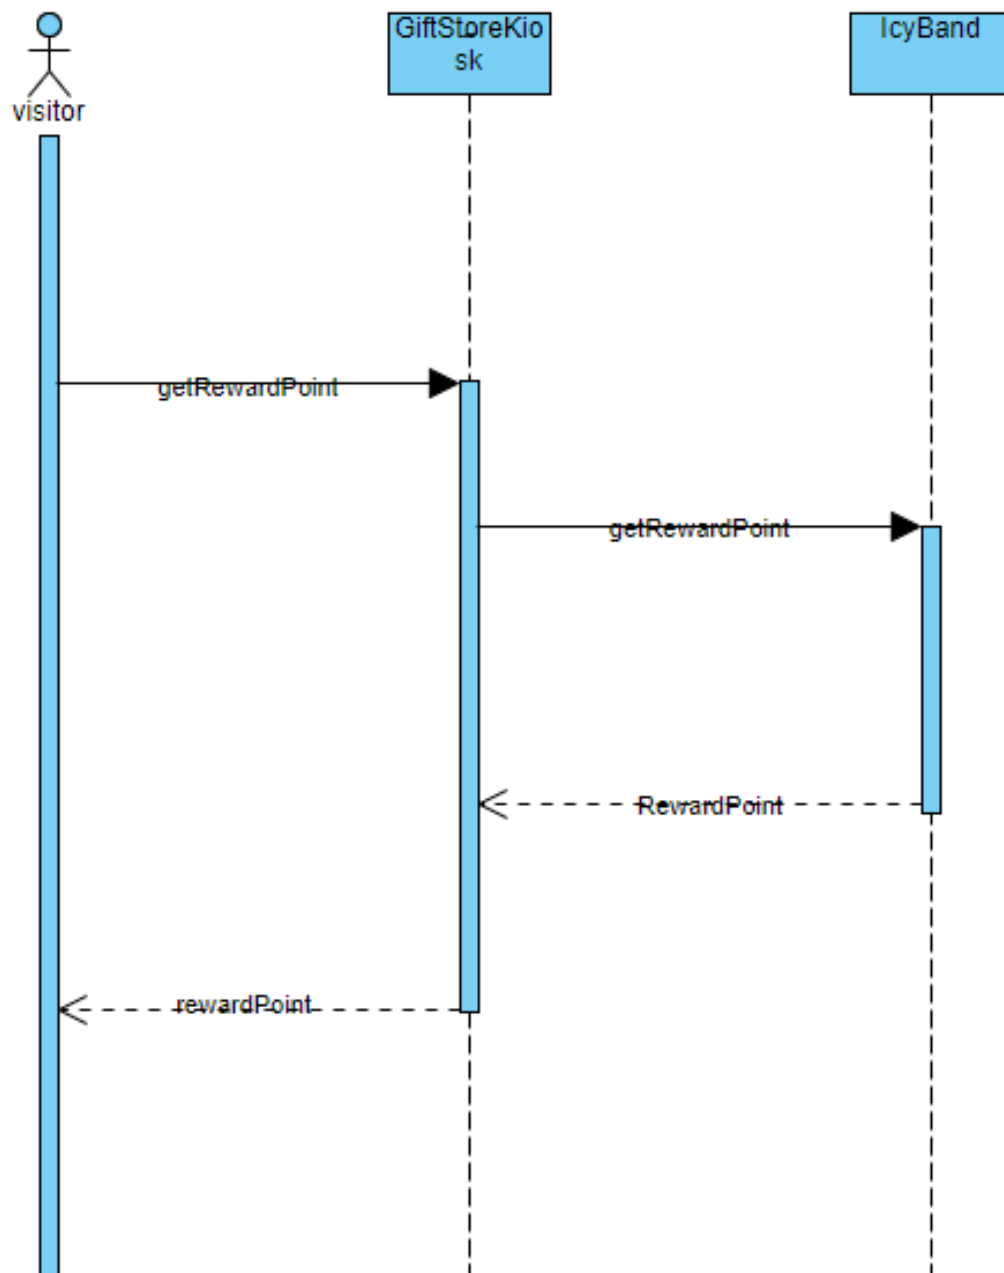 GiftStoreKio
sk
IcyBand
visitor
getRewardPoint
getRewardPoint
RewardPoint
rewardPoint